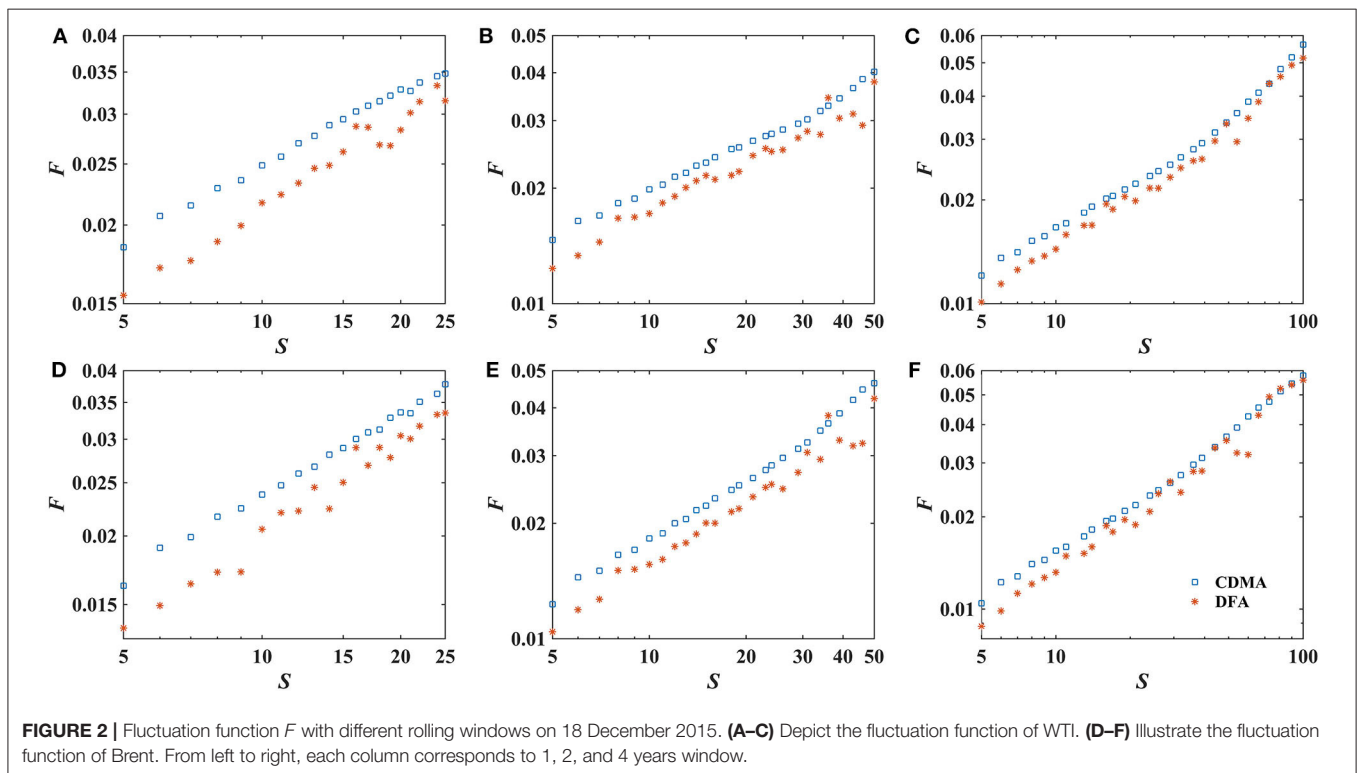 A
0.04
0.035
0.03
0.025
0.02
0.015
F
5 10 15 20 25
S
B
0.05
0.04
0.03
0.02
0.01
F
5 10 20 30 40 50
S
C
0.06
0.05
0.04
0.03
0.02
0.01
F
5 10 100
S
D
0.04
0.035
0.03
0.025
0.02
0.015
F
5 10 15 20 25
S
E
0.05
0.04
0.03
0.02
0.01
F
5 10 20 30 40 50
S
F
0.06
0.05
0.04
0.03
0.02
0.01
F
CDMA
DFA
5 10 100
S
FIGURE 2 | Fluctuation function F with different rolling windows on 18 December 2015. (A–C) Depict the fluctuation function of WTI. (D–F) Illustrate the fluctuation
function of Brent. From left to right, each column corresponds to 1, 2, and 4 years window.